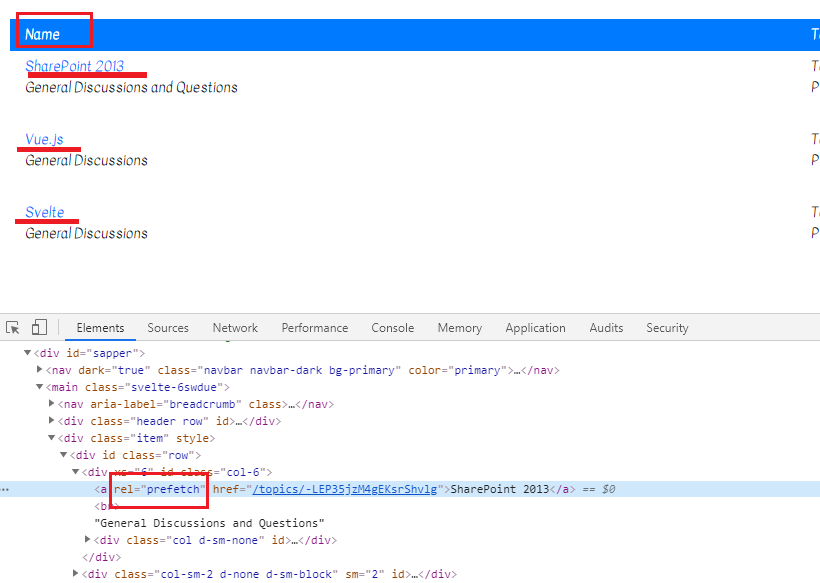 Name T
SharePoint 2013 T
General Discussions and Questions P
Vue.Js T
General Discussions P
Svelte T
General Discussions P
Elements Sources Network Performance Console Memory Application Audits Security
▼<div id="sapper">
▶<nav dark="true" class="navbar navbar-dark bg-primary" color="primary">…</nav>
▼<main class="svelte-6swdue">
▶<nav aria-label="breadcrumb" class>…</nav>
▶<div class="header row" id>…</div>
▼<div class="item" style>
▼<div id class="row">
▼<div xs="6" id class="col-6">
<a rel="prefetch" href="/topics/-LEP35jzM4gEKsrShvlg">SharePoint 2013</a> == $0
<br>
"General Discussions and Questions"
▶<div class="col d-sm-none" id>…</div>
</div>
▶<div class="col-sm-2 d-none d-sm-block" sm="2" id>…</div>